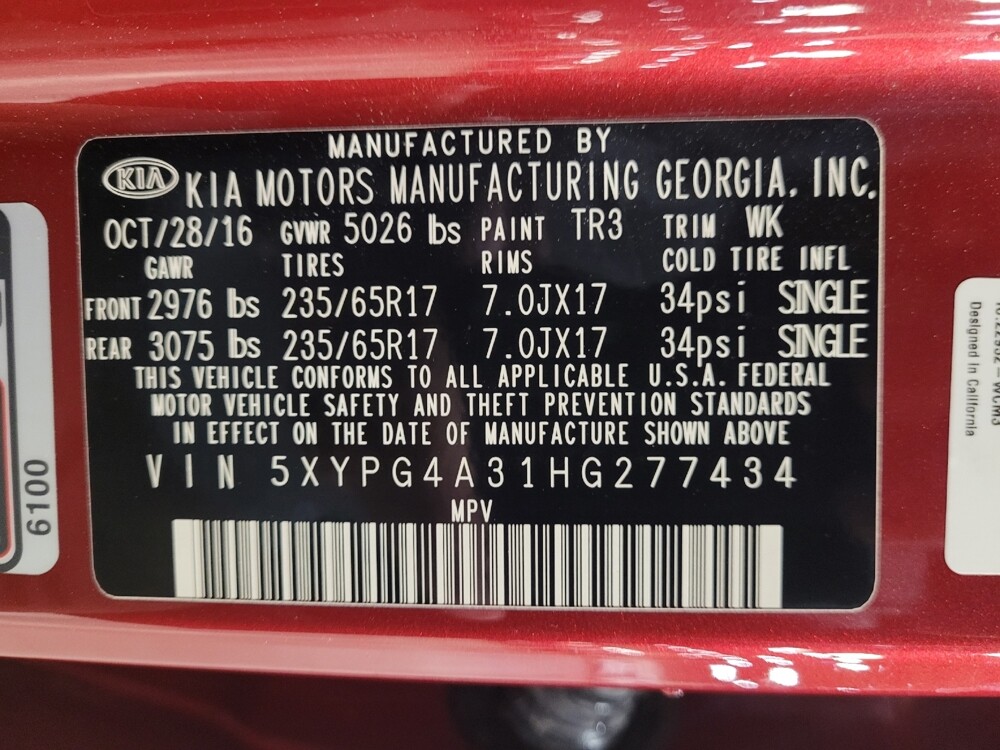 MANUFACTURED BY
KIA KIA MOTORS MANUFACTURING GEORGIA, INC.
OCT/28/16 GVWR 5026 lbs PAINT TR3 TRIM WK
GAWR TIRES RIMS COLD TIRE INFL
FRONT 2976 lbs 235/65R17 7.0JX17 34psi SINGLE
REAR 3075 lbs 235/65R17 7.0JX17 34psi SINGLE
THIS VEHICLE CONFORMS TO ALL APPLICABLE U.S.A. FEDERAL
MOTOR VEHICLE SAFETY AND THEFT PREVENTION STANDARDS
IN EFFECT ON THE DATE OF MANUFACTURE SHOWN ABOVE
VIN 5XYPG4A31HG277434
MPV
6100
Designed In California